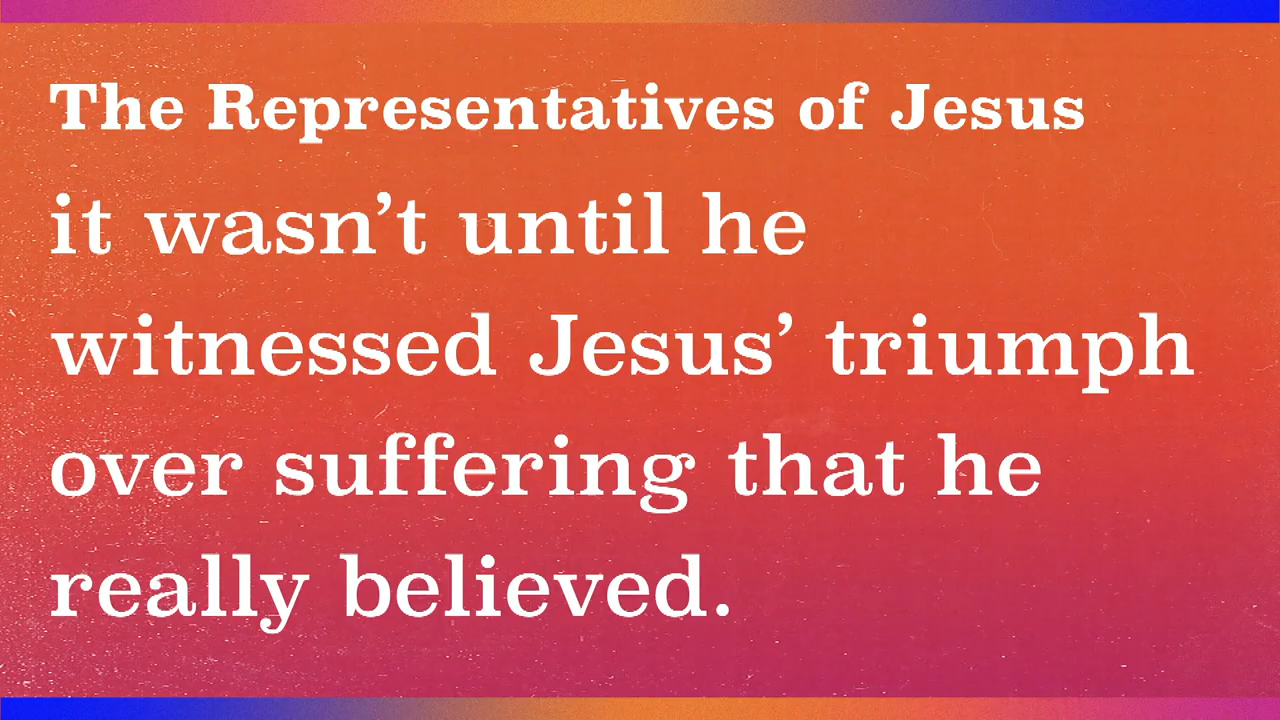 The Representatives of Jesus
it wasn’t until he
witnessed Jesus’ triumph
over suffering that he
really believed.